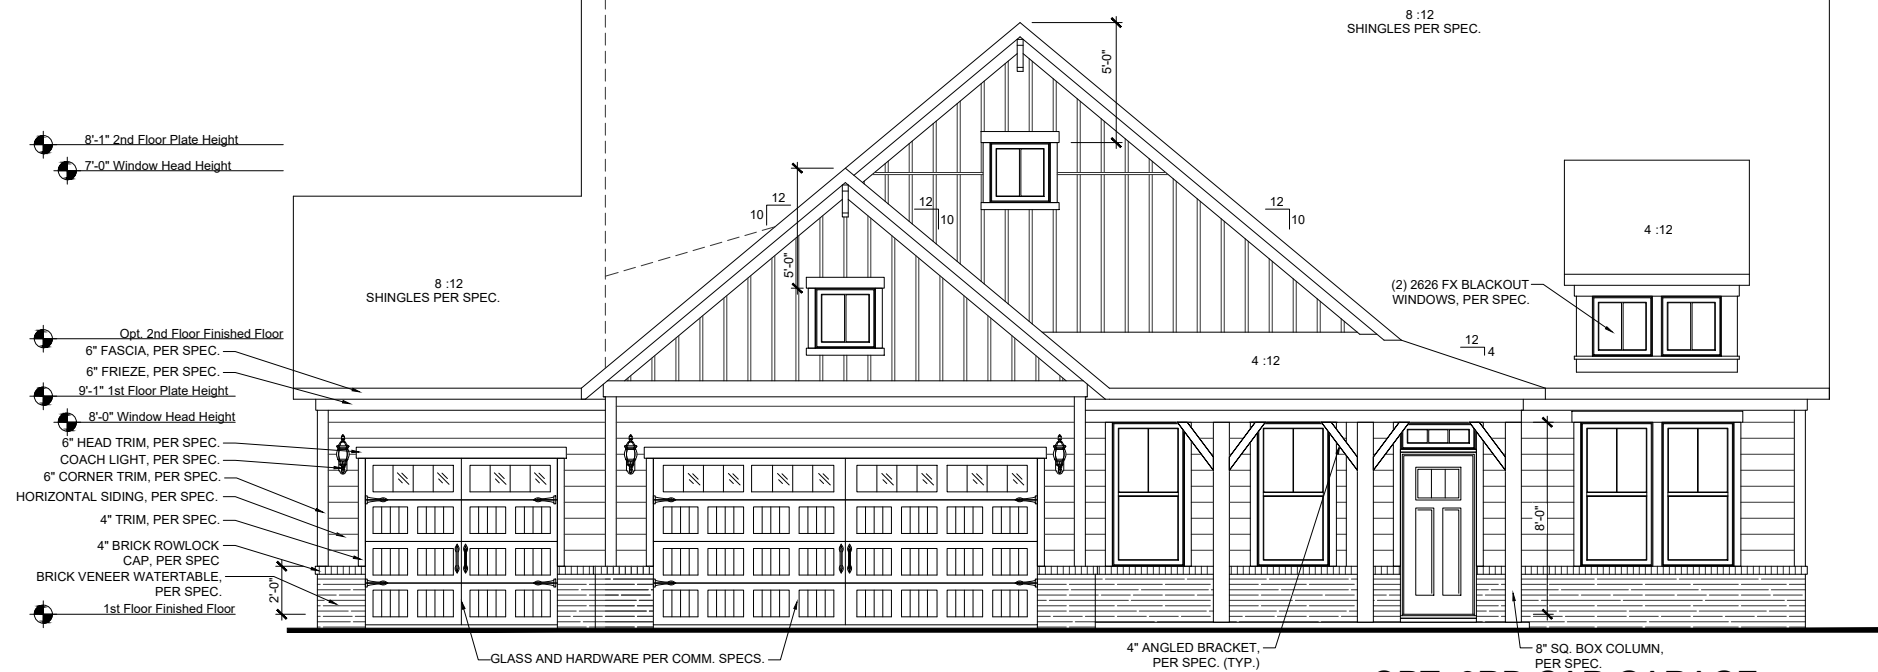 8 :12
SHINGLES PER SPEC.
5'-0"
8'-1" 2nd Floor Plate Height
7'-0" Window Head Height
12
10
12
10
12
10
4 :12
5'-0"
8 :12
SHINGLES PER SPEC.
(2) 2626 FX BLACKOUT
WINDOWS, PER SPEC.
Opt. 2nd Floor Finished Floor
6" FASCIA, PER SPEC.
6" FRIEZE, PER SPEC.
12
4
4 :12
9'-1" 1st Floor Plate Height
8'-0" Window Head Height
6" HEAD TRIM, PER SPEC.
COACH LIGHT, PER SPEC.
6" CORNER TRIM, PER SPEC.
HORIZONTAL SIDING, PER SPEC.
4" TRIM, PER SPEC.
8'-0"
4" BRICK ROWLOCK
CAP, PER SPEC
BRICK VENEER WATERTABLE,
PER SPEC.
2'-0"
1st Floor Finished Floor
GLASS AND HARDWARE PER COMM. SPECS.
4" ANGLED BRACKET,
PER SPEC. (TYP.)
8" SQ. BOX COLUMN,
PER SPEC.
OPT. 3RD CAR GARAGE